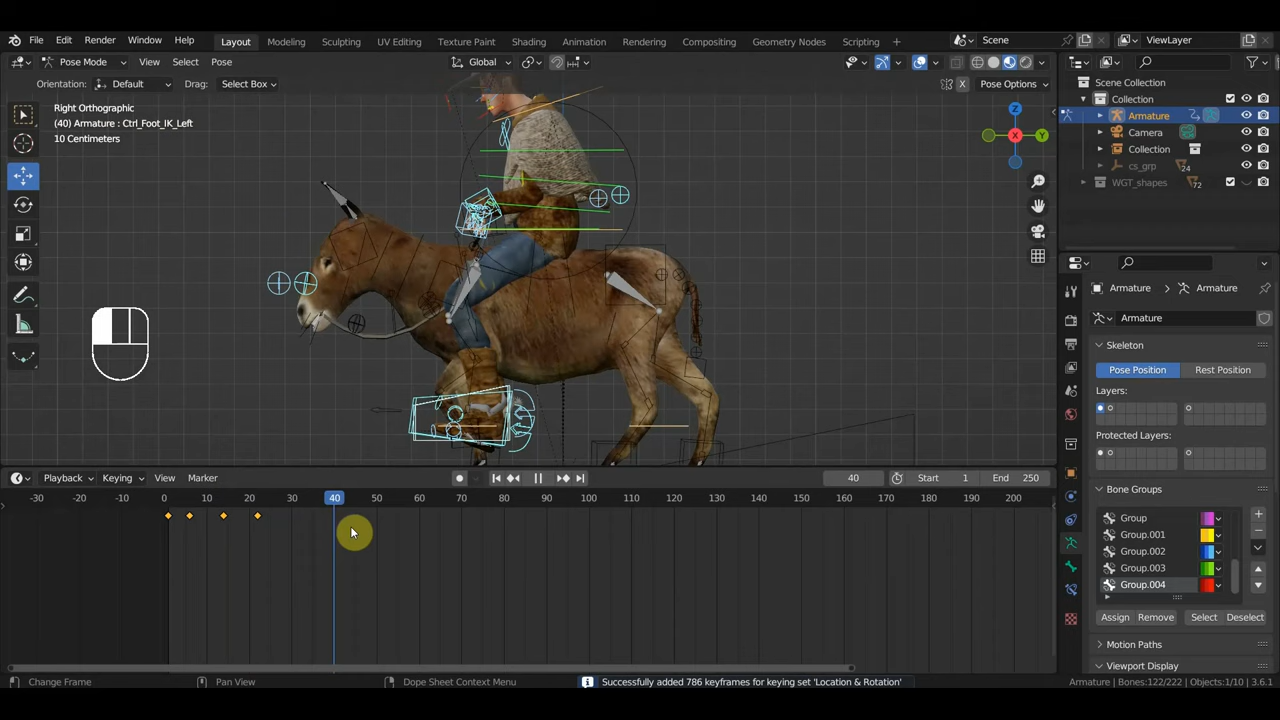 File Edit Render Window Help Layout Modeling Sculpting UV Editing Texture Paint Shading Animation Rendering Compositing Geometry Nodes Scripting + Scene ViewLayer
Pose Mode View Select Pose Global
Orientation: Default Drag: Select Box X Pose Options
Right Orthographic
(40) Armature : Ctrl_Foot_IK_Left
10 Centimeters
Z
X
Y
Scene Collection
Collection
Armature
Camera
Collection
cs_grp 24
WGT_shapes 72
Armature Armature
Armature
Skeleton
Pose Position Rest Position
Layers:
Protected Layers:
Bone Groups
Group
Group.001
Group.002
Group.003
Group.004
Assign Remove Select Deselect
Motion Paths
Viewport Display
Playback Keying View Marker 40 Start 1 End 250
-30 -20 -10 0 10 20 30 40 50 60 70 80 90 100 110 120 130 140 150 160 170 180 190 200
Change Frame Pan View Dope Sheet Context Menu Successfully added 786 keyframes for keying set 'Location & Rotation' Armature | Bones:122/222 | Objects:1/10 | 3.6.1